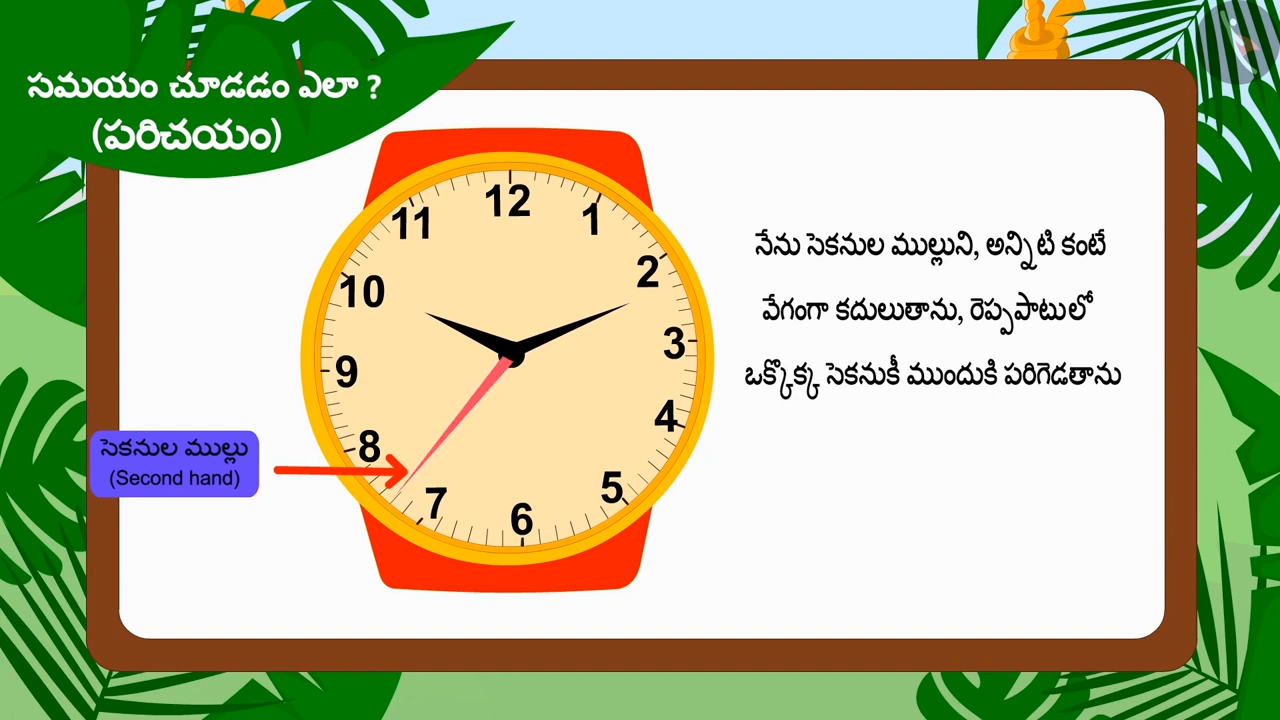 సమయం చూడడం ఎలా ?
(పరిచయం)
12
1
2
3
4
5
6
7
8
9
10
11
నేను సెకనుల ముల్లుని, అన్నిటి కంటే
వేగంగా కదులుతాను, రెప్పపాటులో
ఒక్కొక్క సెకనుకీ ముందుకి పరిగెడతాను
సెకనుల ముల్లు
(Second hand)